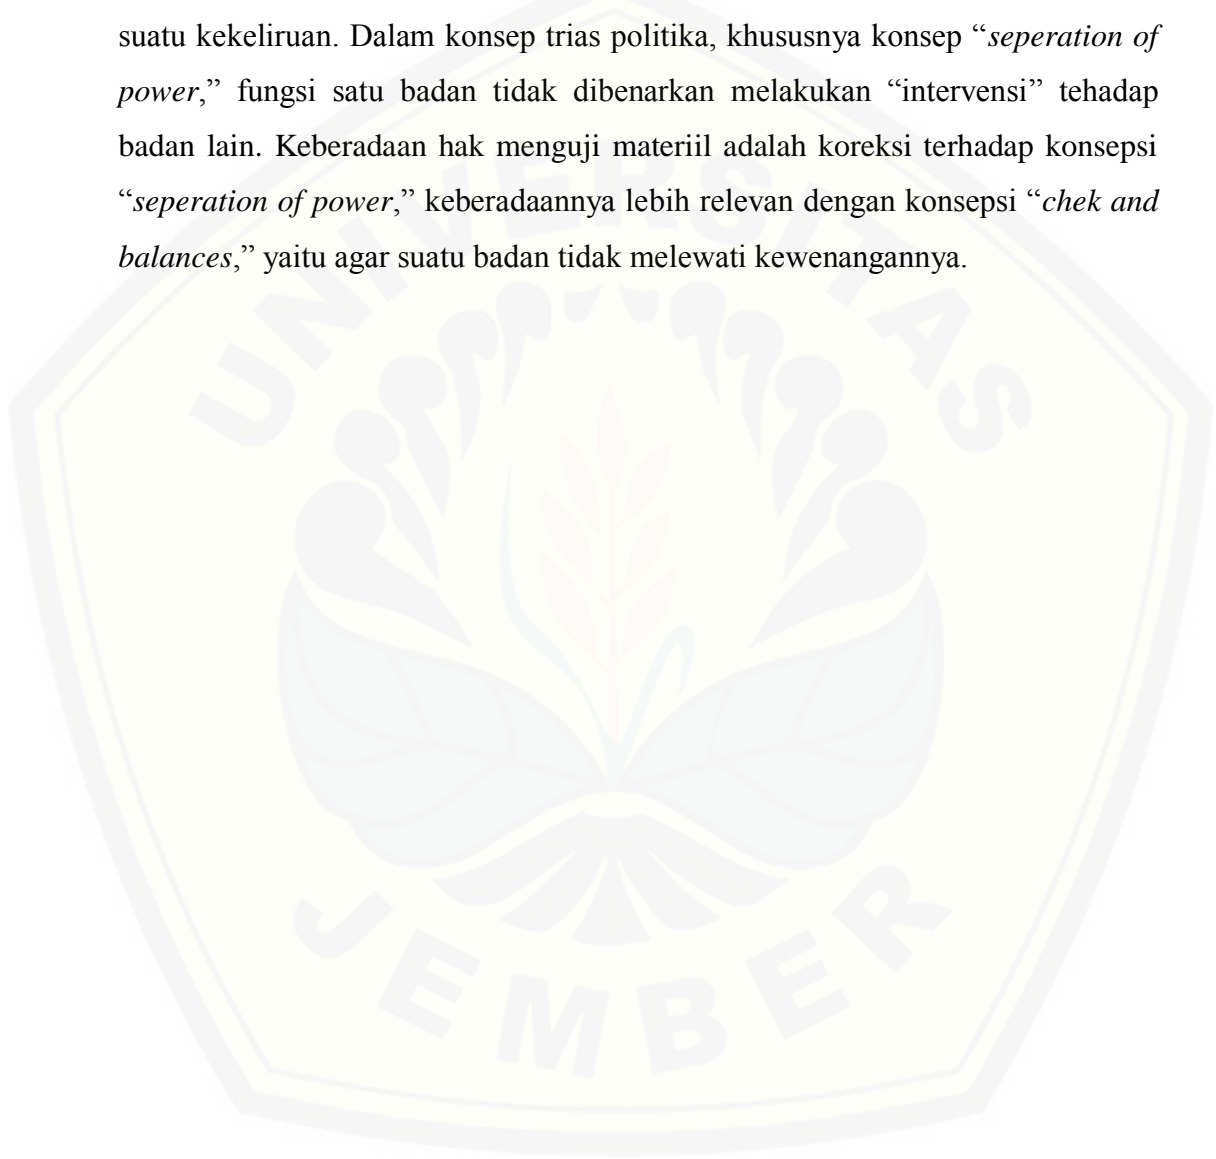 suatu kekeliruan. Dalam konsep trias politika, khususnya konsep “seperation of
power,” fungsi satu badan tidak dibenarkan melakukan “intervensi” tehadap
badan lain. Keberadaan hak menguji materiil adalah koreksi terhadap konsepsi
“seperation of power,” keberadaannya lebih relevan dengan konsepsi “chek and
balances,” yaitu agar suatu badan tidak melewati kewenangannya.
UNIVERSITAS
JEMBER